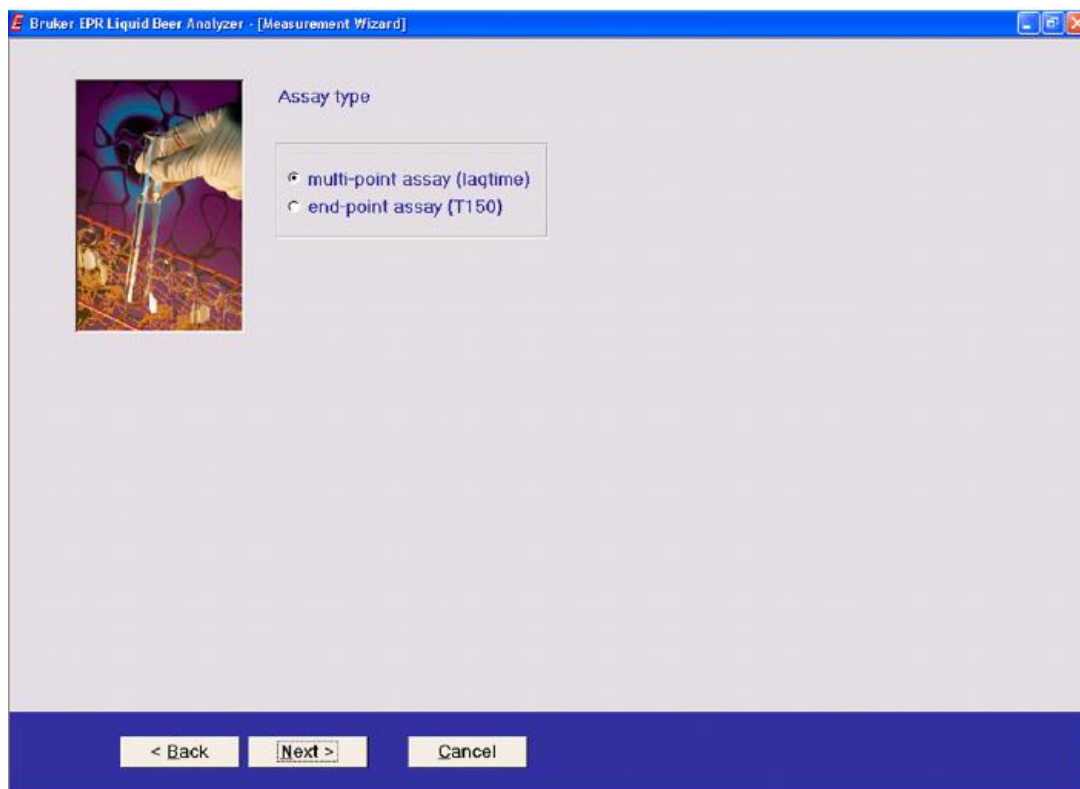 E Bruker EPR Liquid Beer Analyzer - [Measurement Wizard]
Assay type
multi-point assay (lagtime)
end-point assay (T150)
< Back
Next >
Cancel